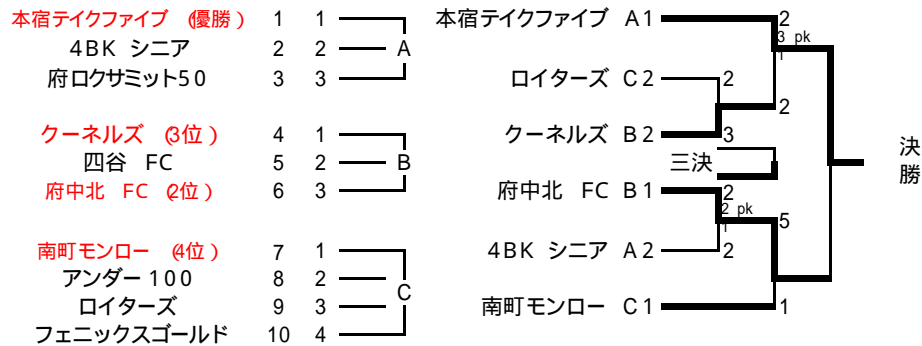 本宿テイクファイブ (優勝) 1 1
4BK シニア 2 2 A
府ロクサミット50 3 3
クーネルズ (3位) 4 1
四谷 FC 5 2 B
府中北 FC (2位) 6 3
南町モンロー (4位) 7 1
アンダー100 8 2
C
ロイターズ 9 3
フェニックスゴールド 10 4
本宿テイクファイブ A1 2
3 pk
1
ロイターズ C2 2
2
クーネルズ B2 3
三決
決勝
府中北 FC B1 2
2 pk
1
5
4BK シニア A2 2
南町モンロー C1 1